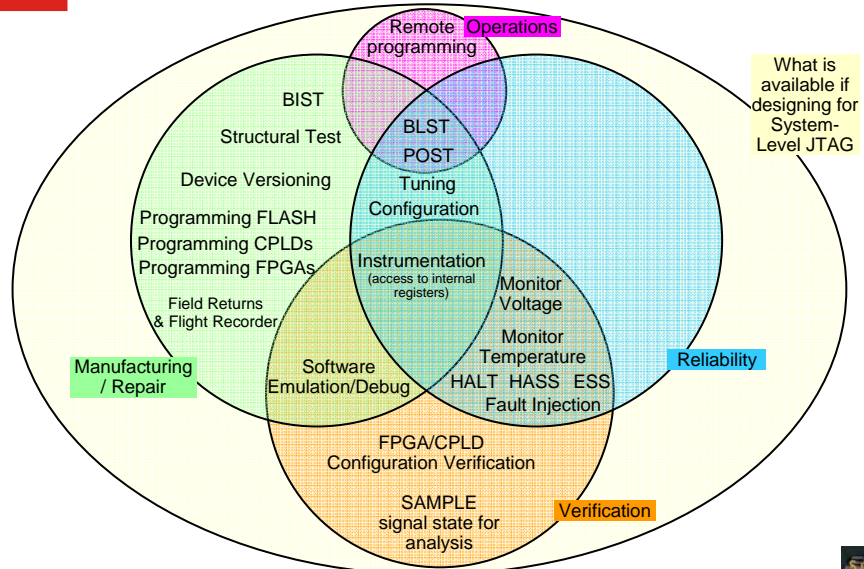 Remote
programming
Operations
What is
available if
designing for
System-
Level JTAG
BIST
BLST
Structural Test
POST
Device Versioning
Tuning
Configuration
Programming FLASH
Programming CPLDs
Programming FPGAs
Instrumentation
(access to internal
registers)
Monitor
Voltage
Field Returns
& Flight Recorder
Monitor
Temperature
Manufacturing
/ Repair
Software
Emulation/Debug
HALT HASS ESS
Fault Injection
Reliability
FPGA/CPLD
Configuration Verification
SAMPLE
signal state for
analysis
Verification